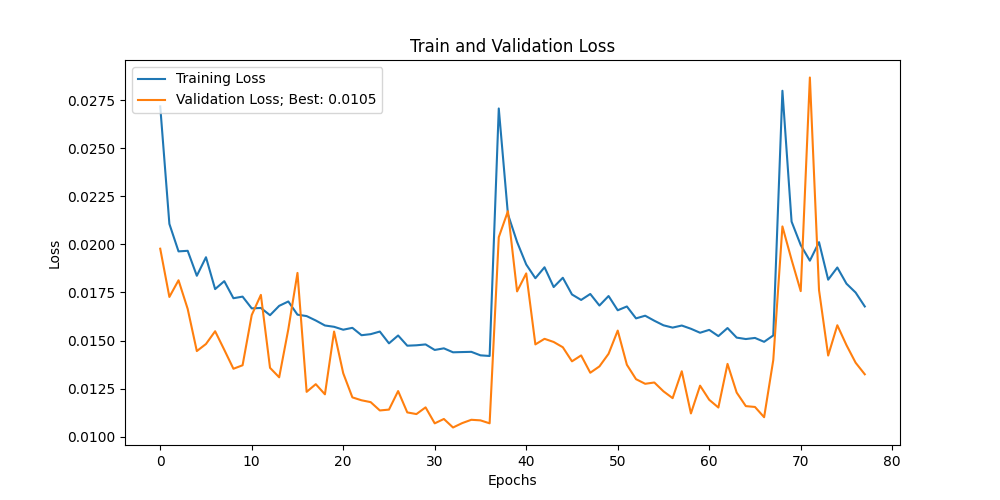 Train and Validation Loss
Training Loss
Validation Loss; Best: 0.0105
Loss
0.0275
0.0250
0.0225
0.0200
0.0175
0.0150
0.0125
0.0100
0 10 20 30 40 50 60 70 80
Epochs